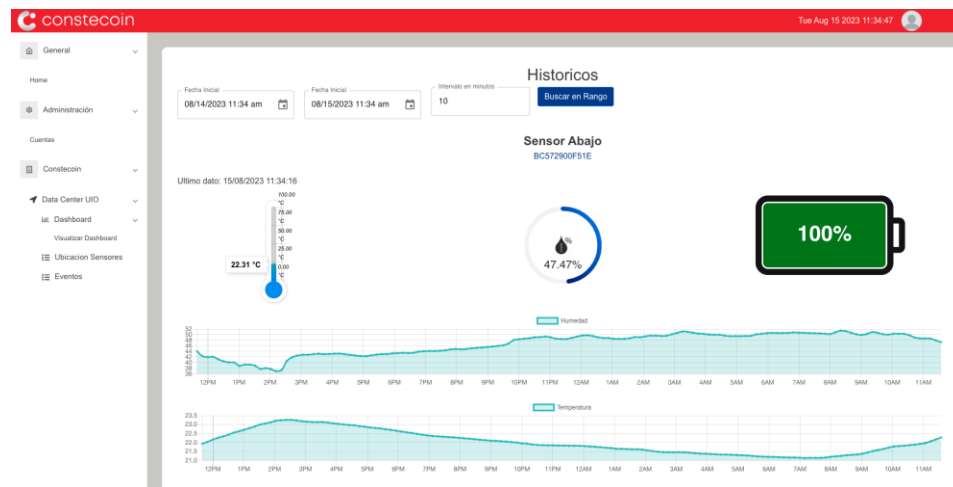 constecoin
Tue Aug 15 2023 11:34:47
General
Home
Administración
Cuentas
Constecoin
Data Center UIO
Dashboard
Visualizar Dashboard
Ubicacion Sensores
Eventos
Historicos
Fecha Inicial
08/14/2023 11:34 am
Fecha Inicial
08/15/2023 11:34 am
Intervalo en minutos
10
Buscar en Rango
Sensor Abajo
BC572900F51E
Ultimo dato: 15/08/2023 11:34:16
100.00
°C
75.00
°C
50.00
°C
25.00
°C
0.00
°C
22.31 °C
%
47.47%
100%
Humedad
52
50
48
46
44
42
40
38
36
12PM 1PM 2PM 3PM 4PM 5PM 6PM 7PM 8PM 9PM 10PM 11PM 12AM 1AM 2AM 3AM 4AM 5AM 6AM 7AM 8AM 9AM 10AM 11AM
Temperatura
23.5
23.0
22.5
22.0
21.5
21.0
12PM 1PM 2PM 3PM 4PM 5PM 6PM 7PM 8PM 9PM 10PM 11PM 12AM 1AM 2AM 3AM 4AM 5AM 6AM 7AM 8AM 9AM 10AM 11AM